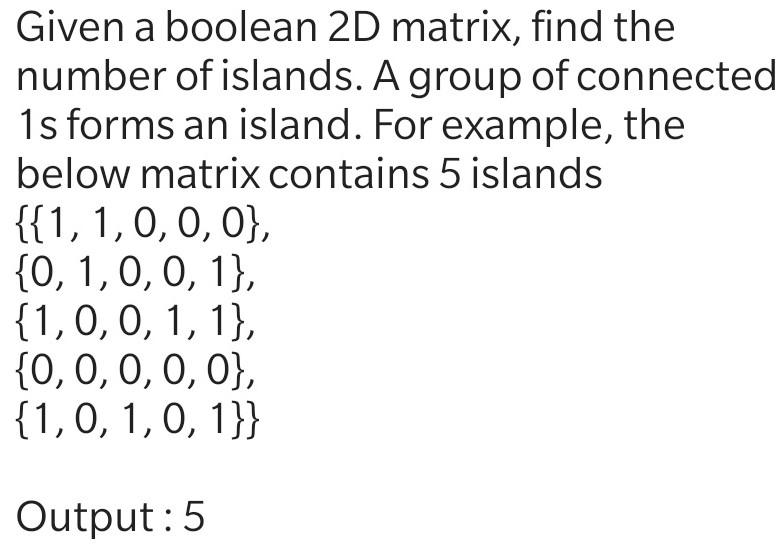 Given a boolean 2D matrix, find the
number of islands. A group of connected
1s forms an island. For example, the
below matrix contains 5 islands
{{1, 1, 0, 0, 0},
{0, 1, 0, 0, 1},
{1, 0, 0, 1, 1},
{0, 0, 0, 0, 0},
{1, 0, 1, 0, 1}}
Output : 5